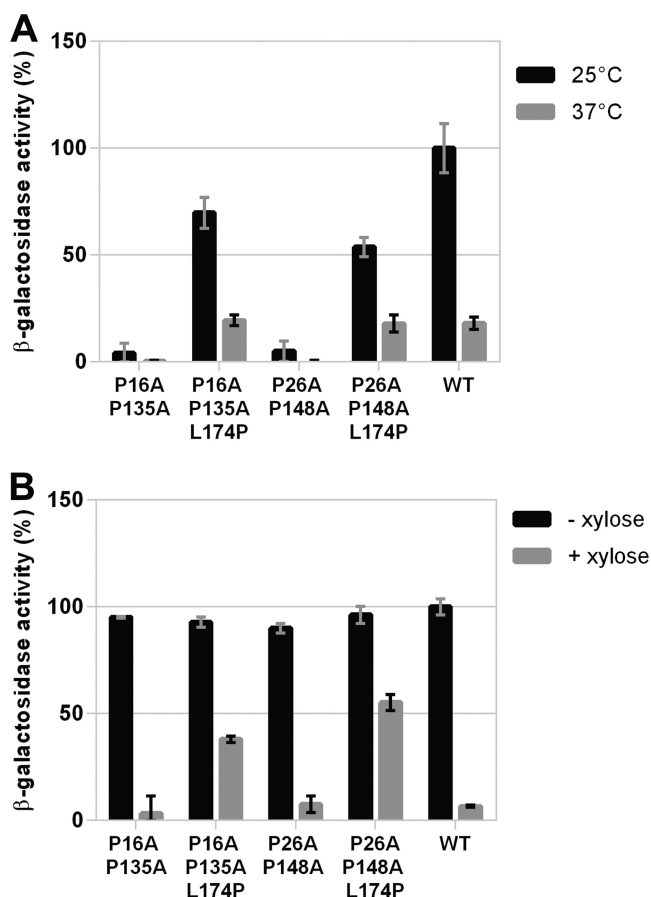 A
β-galactosidase activity (%)
150
100
50
0
25°C
37°C
P16A P16A P26A P26A WT
P135A P135A P148A P148A
L174P L174P
B
β-galactosidase activity (%)
150
100
50
0
- xylose
+ xylose
P16A P16A P26A P26A WT
P135A P135A P148A P148A
L174P L174P